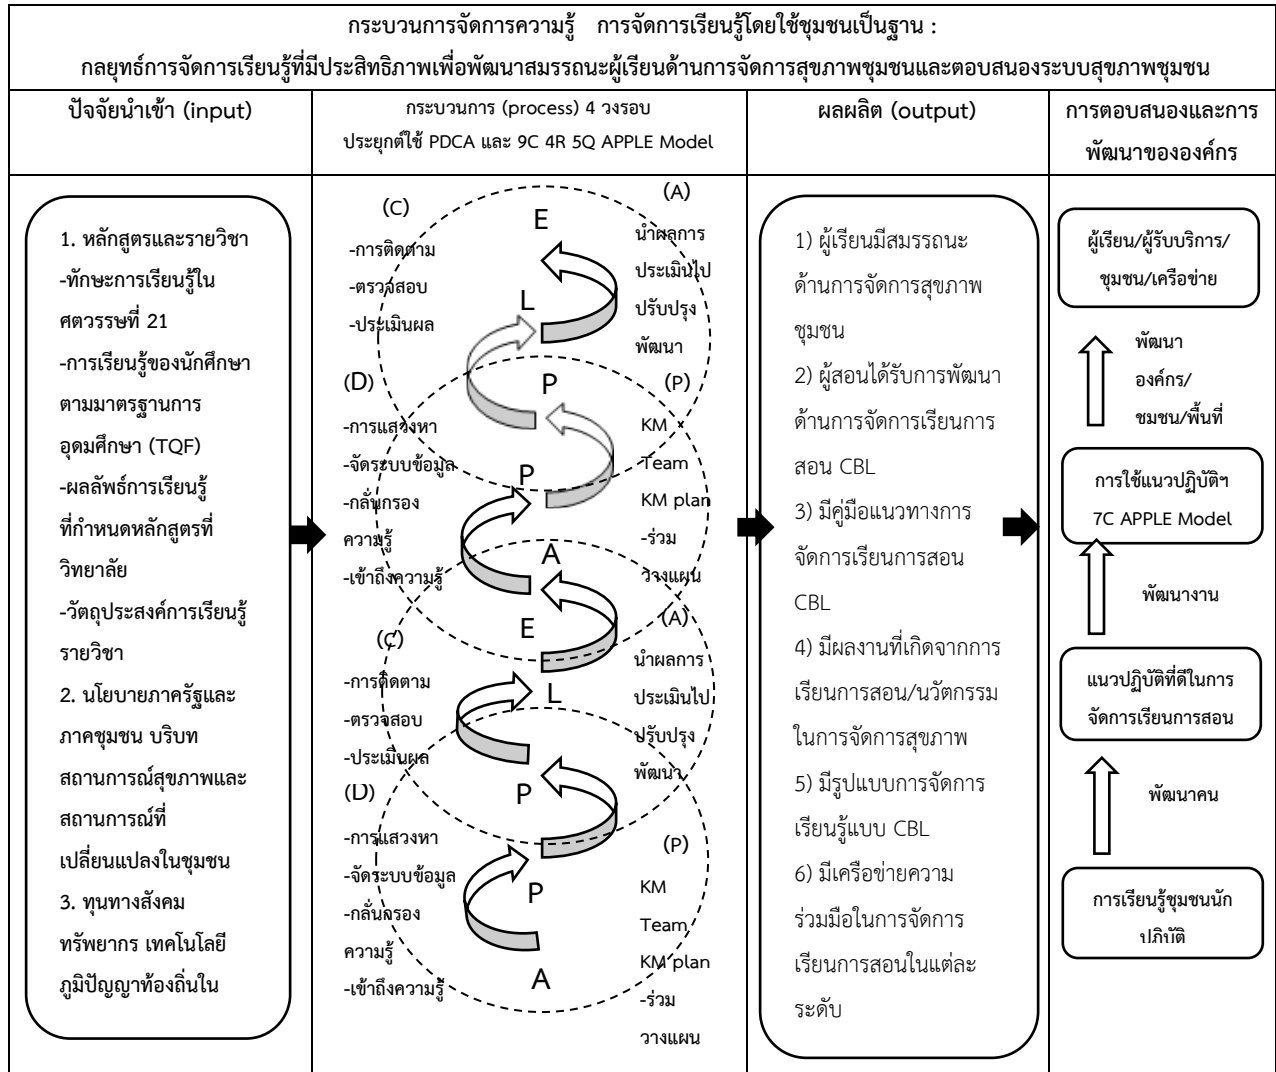 กระบวนการจัดการความรู้ การจัดการเรียนรู้โดยใช้ชุมชนเป็นฐาน :
กลยุทธ์การจัดการเรียนรู้ที่มีประสิทธิภาพเพื่อพัฒนาสมรรถนะผู้เรียนด้านการจัดการสุขภาพชุมชนและตอบสนองระบบสุขภาพชุมชน
ปัจจัยนำเข้า (input)
กระบวนการ (process) 4 วงรอบ
ประยุกต์ใช้ PDCA และ 9C 4R 5Q APPLE Model
ผลผลิต (output)
การตอบสนองและการ
พัฒนาขององค์กร
1. หลักสูตรและรายวิชา
-ทักษะการเรียนรู้ใน
ศตวรรษที่ 21
-การเรียนรู้ของนักศึกษา
ตามมาตรฐานการ
อุดมศึกษา (TQF)
-ผลลัพธ์การเรียนรู้
ที่กำหนดหลักสูตรที่
วิทยาลัย
-วัตถุประสงค์การเรียนรู้
รายวิชา
2. นโยบายภาครัฐและ
ภาคชุมชน บริบท
สถานการณ์สุขภาพและ
สถานการณ์ที่
เปลี่ยนแปลงในชุมชน
3. ทุนทางสังคม
ทรัพยากร เทคโนโลยี
ภูมิปัญญาท้องถิ่นใน
(C)
-การติดตาม
-ตรวจสอบ
-ประเมินผล
(D)
-การแสวงหา
-จัดระบบข้อมูล
-กลั่นกรอง
ความรู้
-เข้าถึงความรู้
(C)
-การติดตาม
-ตรวจสอบ
-ประเมินผล
(D)
-การแสวงหา
-จัดระบบข้อมูล
-กลั่นกรอง
ความรู้
-เข้าถึงความรู้
E
L
P
P
A
E
L
P
P
A
(A)
นำผลการ
ประเมินไป
ปรับปรุง
พัฒนา
(P)
KM
Team
KM plan
-ร่วม
วางแผน
(A)
นำผลการ
ประเมินไป
ปรับปรุง
พัฒนา
(P)
KM
Team
KM plan
-ร่วม
วางแผน
1) ผู้เรียนมีสมรรถนะ
ด้านการจัดการสุขภาพ
ชุมชน
2) ผู้สอนได้รับการพัฒนา
ด้านการจัดการเรียนการ
สอน CBL
3) มีคู่มือแนวทางการ
จัดการเรียนการสอน
CBL
4) มีผลงานที่เกิดจากการ
เรียนการสอน/นวัตกรรม
ในการจัดการสุขภาพ
5) มีรูปแบบการจัดการ
เรียนรู้แบบ CBL
6) มีเครือข่ายความ
ร่วมมือในการจัดการ
เรียนการสอนในแต่ละ
ระดับ
ผู้เรียน/ผู้รับบริการ/
ชุมชน/เครือข่าย
พัฒนา
องค์กร/
ชุมชน/พื้นที่
การใช้แนวปฏิบัติฯ
7C APPLE Model
พัฒนางาน
แนวปฏิบัติที่ดีในการ
จัดการเรียนการสอน
พัฒนาคน
การเรียนรู้ชุมชนนัก
ปฏิบัติ